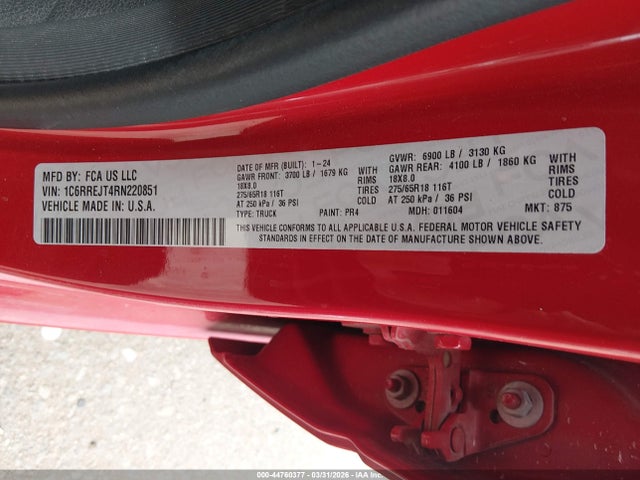 MFD BY: FCA US LLC
VIN: 1C6RREJT4RN220851
VEHICLE MADE IN: U.S.A.
DATE OF MFR (BUILT): 1-24
GAWR FRONT: 3700 LB / 1679 KG
18X8.0 RIMS
275/65R18 116T TIRES
AT 250 kPa / 36 PSI COLD
TYPE: TRUCK PAINT: PR4
GVWR: 6900 LB / 3130 KG
GAWR REAR: 4100 LB / 1860 KG
18X8.0 RIMS
275/65R18 116T TIRES
AT 250 kPa / 36 PSI COLD
MDH: 011604 MKT: 875
THIS VEHICLE CONFORMS TO ALL APPLICABLE U.S.A. FEDERAL MOTOR VEHICLE SAFETY
STANDARDS IN EFFECT ON THE DATE OF MANUFACTURE SHOWN ABOVE.
000-44760377 03/31/2026 - IAAI.COM